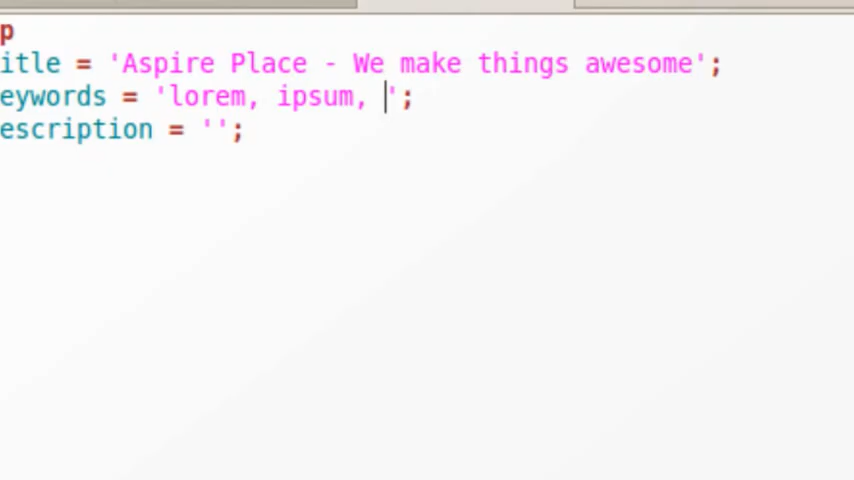 p
itle = 'Aspire Place - We make things awesome';
eywords = 'lorem, ipsum, ';
escription = '';